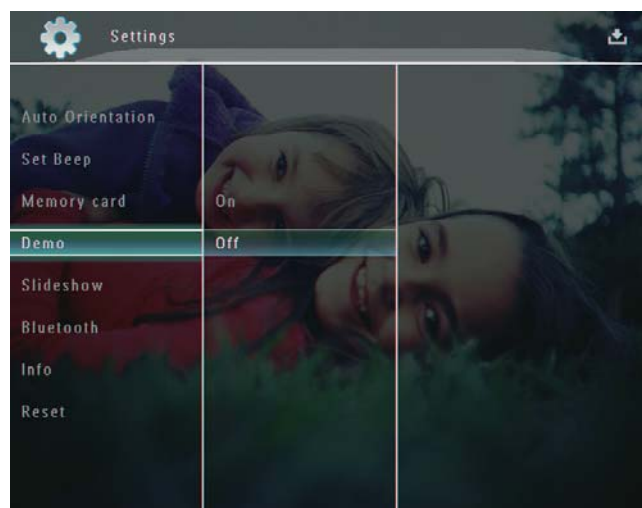 Settings
Auto Orientation
Set Beep
Memory card
On
Demo
Off
Slideshow
Bluetooth
Info
Reset